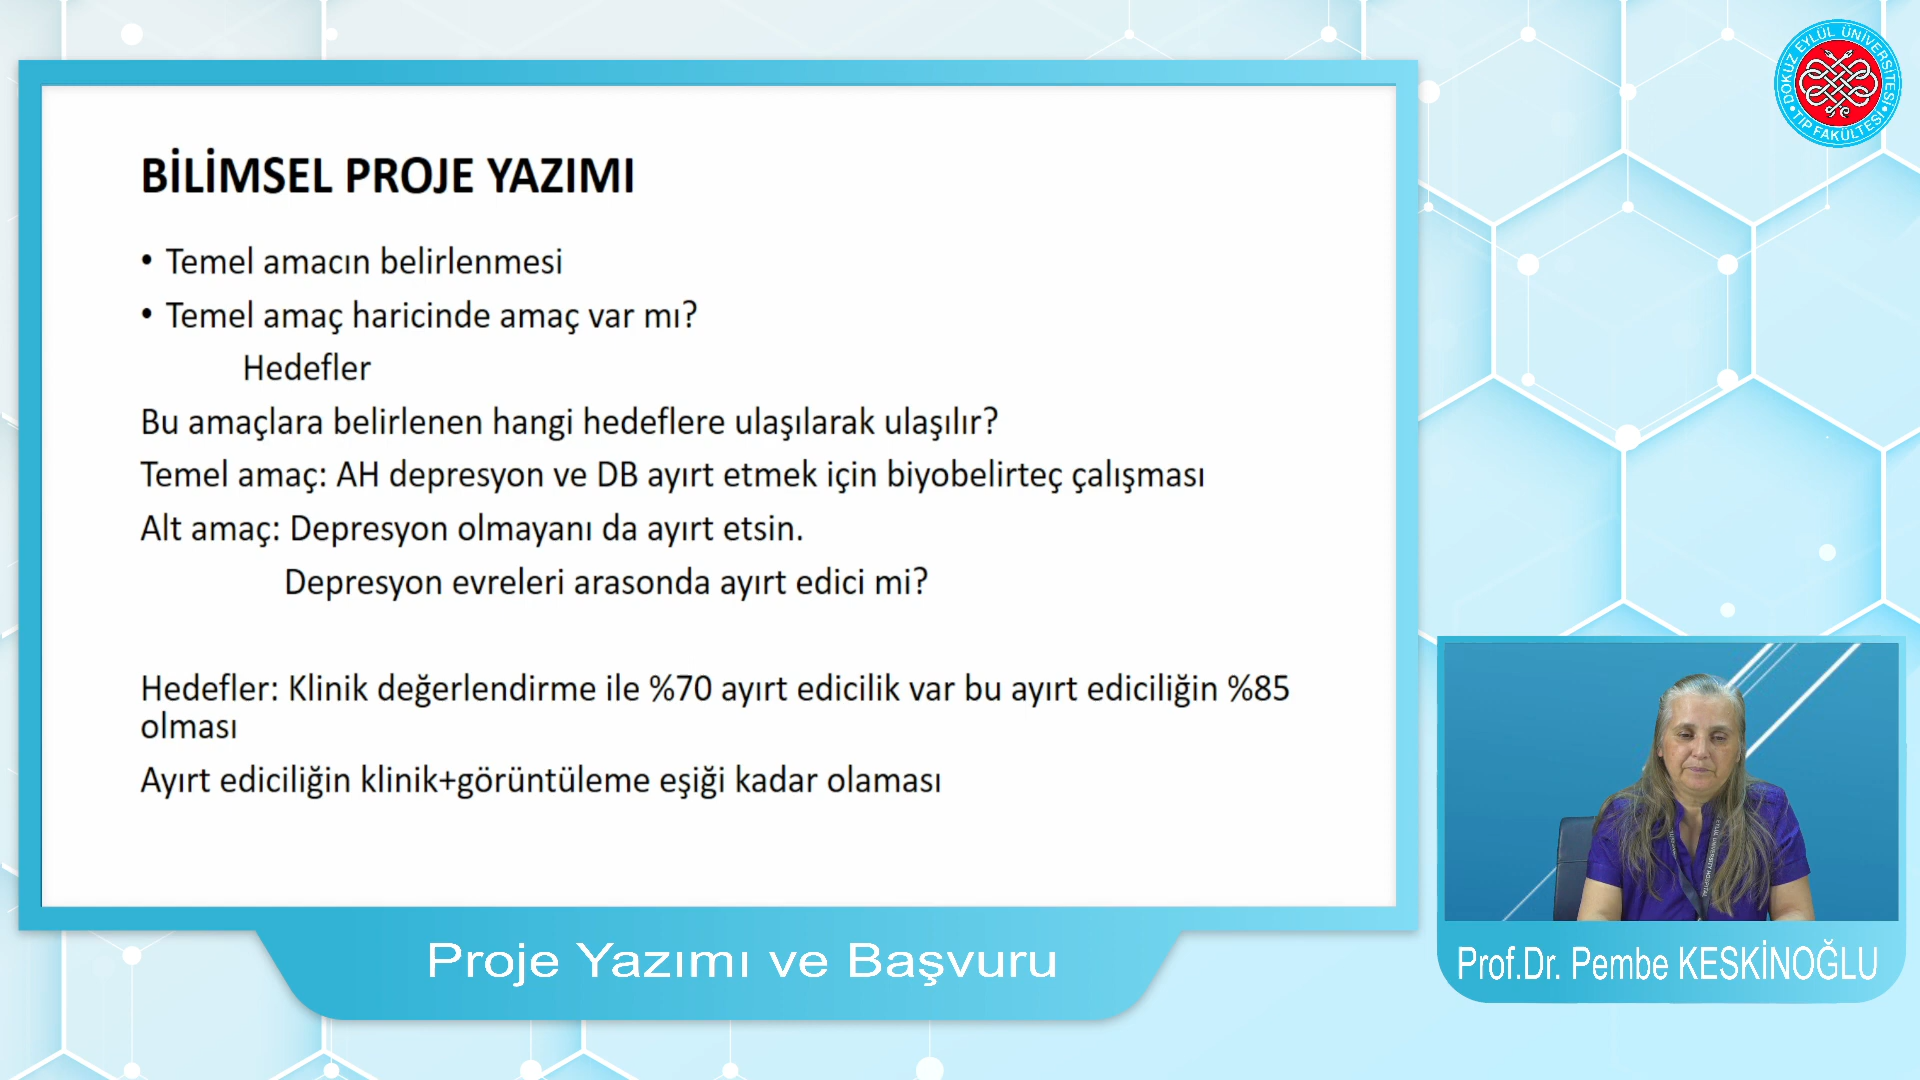 DOKUZ EYLÜL ÜNİVERSİTESİ
• TIP FAKÜLTESİ •
BİLİMSEL PROJE YAZIMI
• Temel amacın belirlenmesi
• Temel amaç haricinde amaç var mı?
Hedefler
Bu amaçlara belirlenen hangi hedeflere ulaşılarak ulaşılır?
Temel amaç: AH depresyon ve DB ayırt etmek için biyobelirteç çalışması
Alt amaç: Depresyon olmayanı da ayırt etsin.
Depresyon evreleri arasonda ayırt edici mi?
Hedefler: Klinik değerlendirme ile %70 ayırt edicilik var bu ayırt ediciliğin %85
olması
Ayırt ediciliğin klinik+görüntüleme eşiği kadar olaması
Proje Yazımı ve Başvuru
Prof.Dr. Pembe KESKİNOĞLU